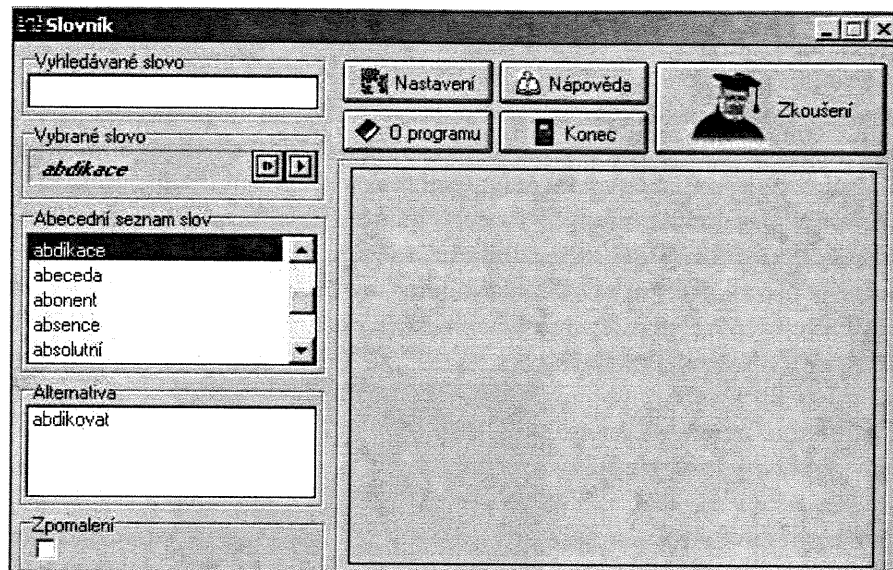 Slovník
Vyhledávané slovo
Vybrané slovo
abdikace
Abecední seznam slov
abdikace
abeceda
abonent
absence
absolutní
Alternativa
abdikovat
Zpomalení
Nastavení
Nápověda
O programu
Konec
Zkoušení